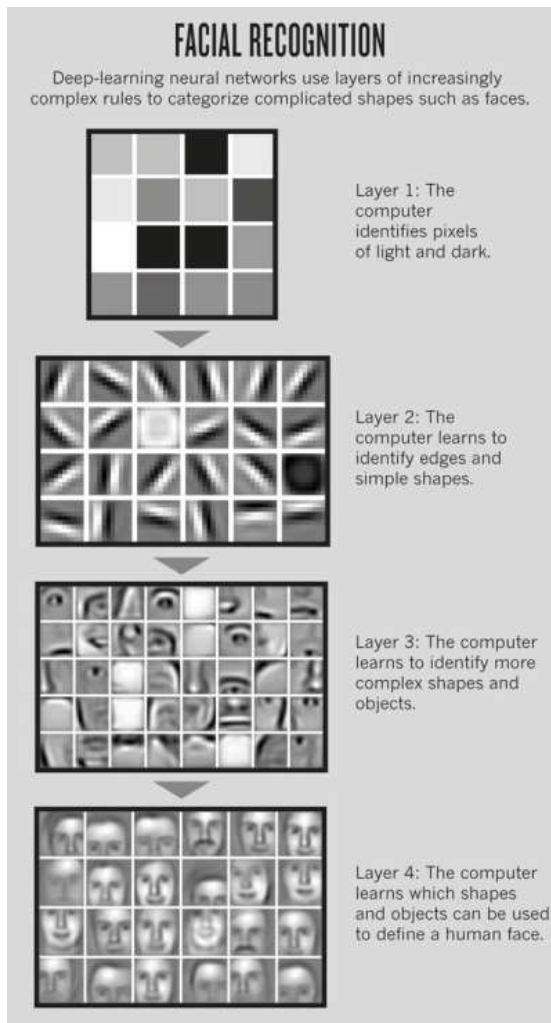 FACIAL RECOGNITION
Deep-learning neural networks use layers of increasingly
complex rules to categorize complicated shapes such as faces.
Layer 1: The
computer
identifies pixels
of light and dark.
Layer 2: The
computer learns to
identify edges and
simple shapes.
Layer 3: The computer
learns to identify more
complex shapes and
objects.
Layer 4: The computer
learns which shapes
and objects can be used
to define a human face.